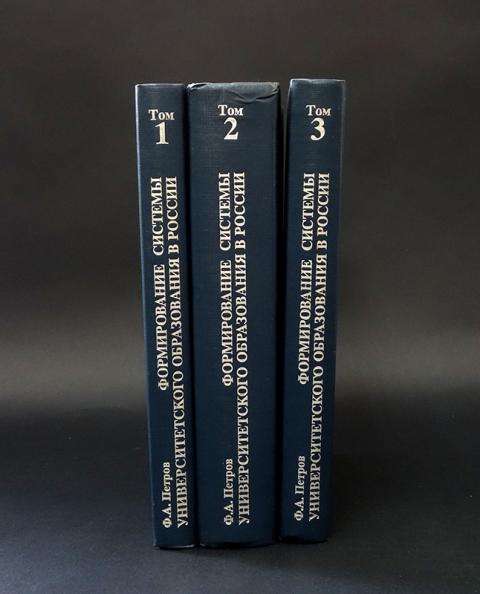 Том
1
Ф.А. Петров
ФОРМИРОВАНИЕ СИСТЕМЫ
УНИВЕРСИТЕТСКОГО ОБРАЗОВАНИЯ В РОССИИ
Том
2
Ф.А. Петров
ФОРМИРОВАНИЕ СИСТЕМЫ
УНИВЕРСИТЕТСКОГО ОБРАЗОВАНИЯ В РОССИИ
Том
3
Ф.А. Петров
ФОРМИРОВАНИЕ СИСТЕМЫ
УНИВЕРСИТЕТСКОГО ОБРАЗОВАНИЯ В РОССИИ